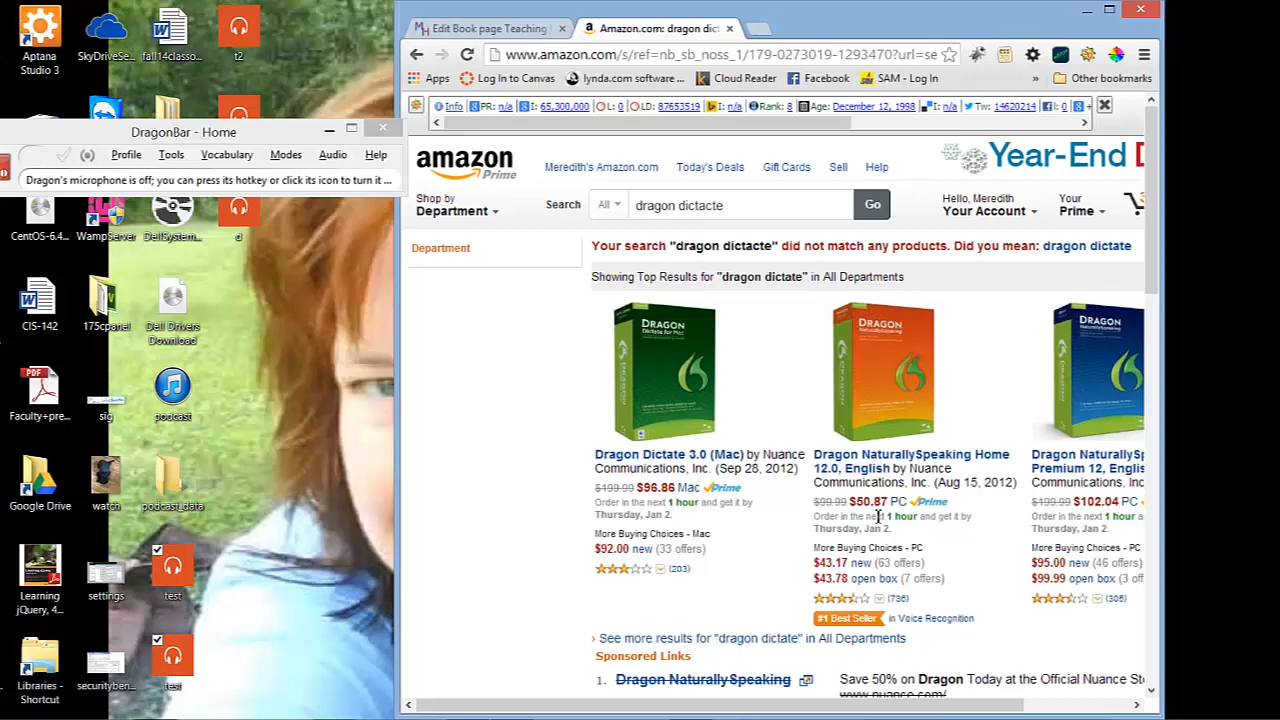 Aptana Studio 3
SkyDriveSe...
fall14classo...
t2
DragonBar - Home
Profile Tools Vocabulary Modes Audio Help
Dragon's microphone is off; you can press its hotkey or click its icon to turn it ...
CentOS-6.4...
WampServer
DellSystem...
d
CIS-142
175cpanel
Dell Drivers Download
Faculty+pre...
sig
podcast
Google Drive
watch
podcast_data
Learning jQuery, 4...
settings
test
Libraries - Shortcut
securityben...
test
Edit Book page Teaching
Amazon.com: dragon dict
www.amazon.com/s/ref=nb_sb_noss_1/179-0273019-1293470?url=se
Apps Log In to Canvas lynda.com software ... Cloud Reader Facebook SAM - Log In » Other bookmarks
Info PR: n/a I: 65,300,000 L: 0 LD: 87653519 I: n/a Rank: 8 Age: December 12, 1998 I: n/a Tw: 14620214 I: 0
amazon Prime
Meredith's Amazon.com Today's Deals Gift Cards Sell Help
Year-End D
Shop by Department
Search All dragon dictacte Go
Hello, Meredith Your Account
Your Prime
Department
Your search "dragon dictacte" did not match any products. Did you mean: dragon dictate
Showing Top Results for "dragon dictate" in All Departments
DRAGON Dictate for Mac
DRAGON NaturallySpeaking
DRAGON NaturallySpeaking
Dragon Dictate 3.0 (Mac) by Nuance
Communications, Inc. (Sep 28, 2012)
$199.99 $96.86 Mac Prime
Order in the next 1 hour and get it by
Thursday, Jan 2.
More Buying Choices - Mac
$92.00 new (33 offers)
(203)
Dragon NaturallySpeaking Home
12.0, English by Nuance
Communications, Inc. (Aug 15, 2012)
$99.99 $50.87 PC Prime
Order in the next 1 hour and get it by
Thursday, Jan 2.
More Buying Choices - PC
$43.17 new (63 offers)
$43.78 open box (7 offers)
(736)
#1 Best Seller in Voice Recognition
Dragon NaturallySp
Premium 12, Englis
Communications, Inc
$199.99 $102.04 PC
Order in the next 1 hour a
Thursday, Jan 2.
More Buying Choices - PC
$95.00 new (46 offers)
$99.99 open box (3 of
(306)
› See more results for "dragon dictate" in All Departments
Sponsored Links
1. Dragon NaturallySpeaking
Save 50% on Dragon Today at the Official Nuance Sto
www.nuance.com/